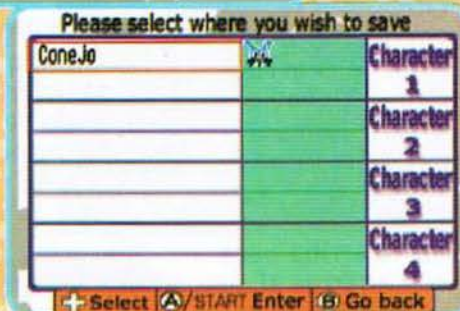 Please select where you wish to save
ConeJo
Character
1
Character
2
Character
3
Character
4
Select A/START Enter B Go back